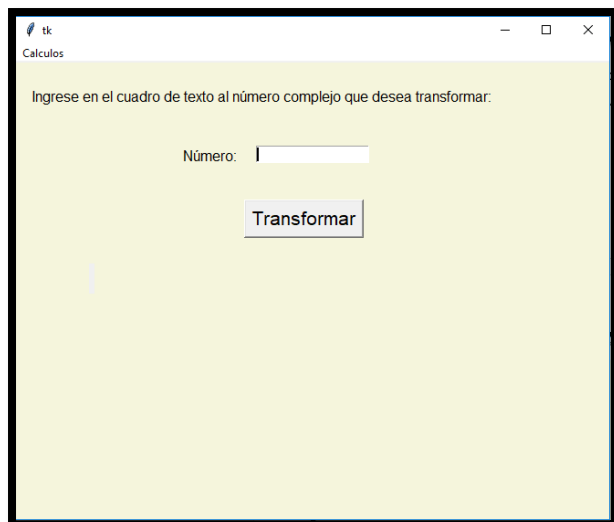 tk
Calculos
Ingrese en el cuadro de texto al número complejo que desea transformar:
Número:
Transformar